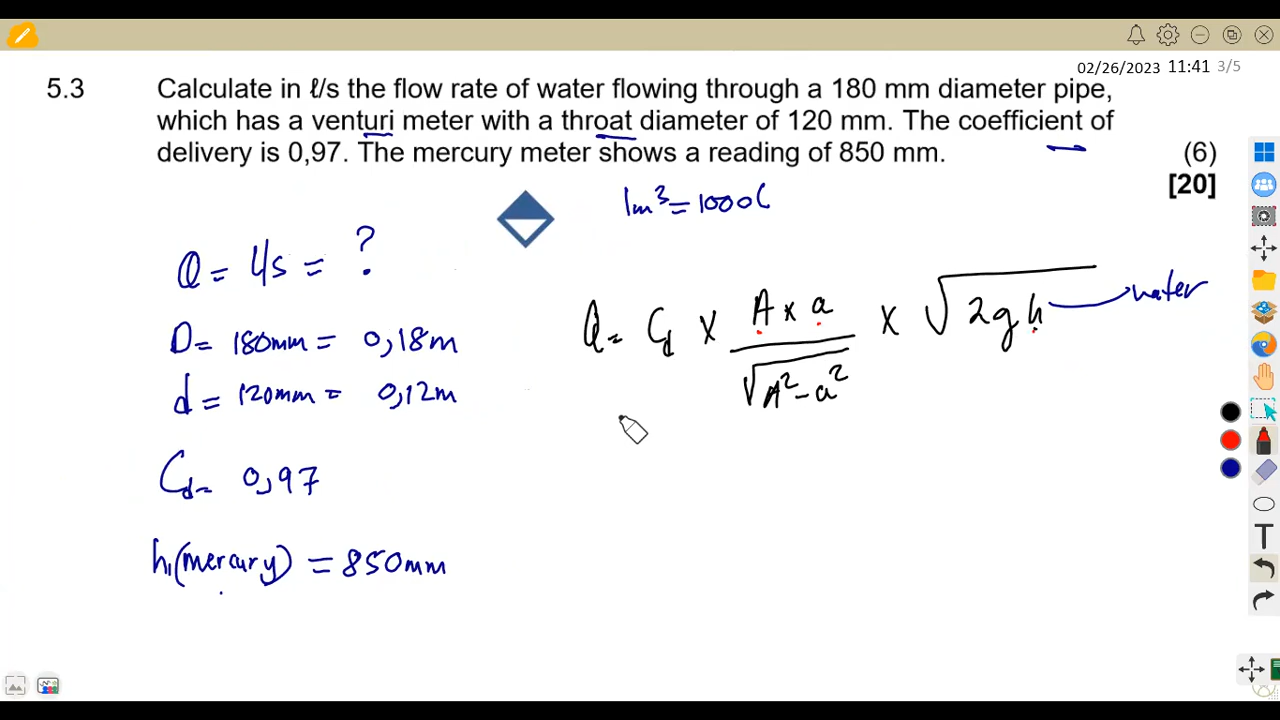 02/26/2023 11:41 3/5
5.3 Calculate in ℓ/s the flow rate of water flowing through a 180 mm diameter pipe,
which has a venturi meter with a throat diameter of 120 mm. The coefficient of
delivery is 0,97. The mercury meter shows a reading of 850 mm. (6)
[20]
1m³ = 1000l
Q = l/s = ?
D = 180mm = 0,18m
d = 120mm = 0,12m
Cd = 0,97
h₁(mercury) = 850mm
Q = Cd × A × a / √A² - a² × √2gh water
T